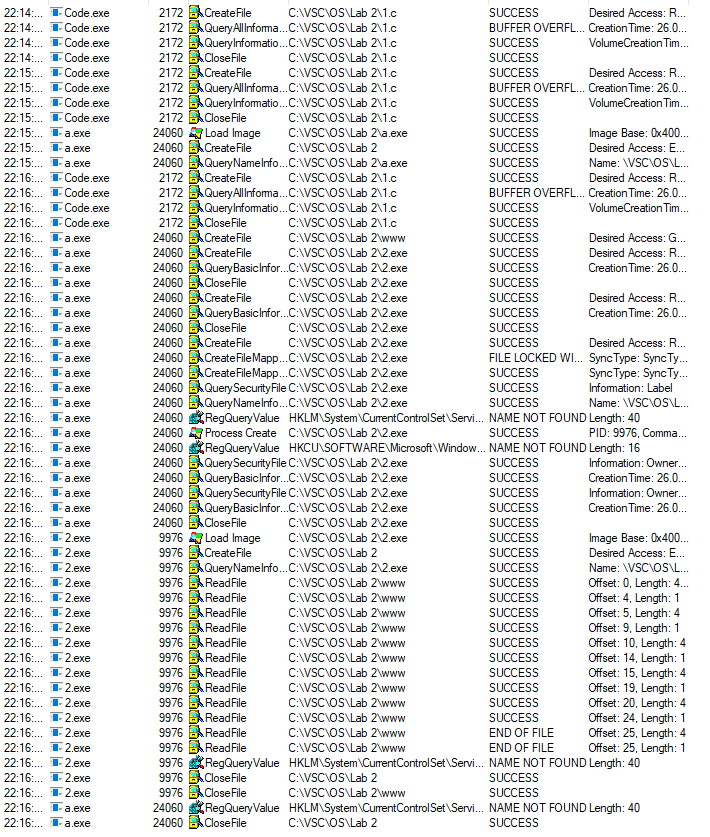 22:14:... Code.exe 2172 CreateFile C:\VSC\OS\Lab 2\1.c SUCCESS Desired Access: R...
22:14:... Code.exe 2172 QueryAllInforma... C:\VSC\OS\Lab 2\1.c BUFFER OVERFL... CreationTime: 26.0...
22:14:... Code.exe 2172 QueryInformatio... C:\VSC\OS\Lab 2\1.c SUCCESS VolumeCreationTim...
22:14:... Code.exe 2172 CloseFile C:\VSC\OS\Lab 2\1.c SUCCESS
22:15:... Code.exe 2172 CreateFile C:\VSC\OS\Lab 2\1.c SUCCESS Desired Access: R...
22:15:... Code.exe 2172 QueryAllInforma... C:\VSC\OS\Lab 2\1.c BUFFER OVERFL... CreationTime: 26.0...
22:15:... Code.exe 2172 QueryInformatio... C:\VSC\OS\Lab 2\1.c SUCCESS VolumeCreationTim...
22:15:... Code.exe 2172 CloseFile C:\VSC\OS\Lab 2\1.c SUCCESS
22:15:... a.exe 24060 Load Image C:\VSC\OS\Lab 2\a.exe SUCCESS Image Base: 0x400...
22:15:... a.exe 24060 CreateFile C:\VSC\OS\Lab 2 SUCCESS Desired Access: E...
22:15:... a.exe 24060 QueryNameInfo... C:\VSC\OS\Lab 2\a.exe SUCCESS Name: \VSC\OS\L...
22:16:... Code.exe 2172 CreateFile C:\VSC\OS\Lab 2\1.c SUCCESS Desired Access: R...
22:16:... Code.exe 2172 QueryAllInforma... C:\VSC\OS\Lab 2\1.c BUFFER OVERFL... CreationTime: 26.0...
22:16:... Code.exe 2172 QueryInformatio... C:\VSC\OS\Lab 2\1.c SUCCESS VolumeCreationTim...
22:16:... Code.exe 2172 CloseFile C:\VSC\OS\Lab 2\1.c SUCCESS
22:16:... a.exe 24060 CreateFile C:\VSC\OS\Lab 2\www SUCCESS Desired Access: G...
22:16:... a.exe 24060 CreateFile C:\VSC\OS\Lab 2\2.exe SUCCESS Desired Access: R...
22:16:... a.exe 24060 QueryBasicInfor... C:\VSC\OS\Lab 2\2.exe SUCCESS CreationTime: 26.0...
22:16:... a.exe 24060 CloseFile C:\VSC\OS\Lab 2\2.exe SUCCESS
22:16:... a.exe 24060 CreateFile C:\VSC\OS\Lab 2\2.exe SUCCESS Desired Access: R...
22:16:... a.exe 24060 QueryBasicInfor... C:\VSC\OS\Lab 2\2.exe SUCCESS CreationTime: 26.0...
22:16:... a.exe 24060 CloseFile C:\VSC\OS\Lab 2\2.exe SUCCESS
22:16:... a.exe 24060 CreateFile C:\VSC\OS\Lab 2\2.exe SUCCESS Desired Access: R...
22:16:... a.exe 24060 CreateFileMapp... C:\VSC\OS\Lab 2\2.exe FILE LOCKED WI... SyncType: SyncTy...
22:16:... a.exe 24060 CreateFileMapp... C:\VSC\OS\Lab 2\2.exe SUCCESS SyncType: SyncTy...
22:16:... a.exe 24060 QuerySecurityFile C:\VSC\OS\Lab 2\2.exe SUCCESS Information: Label
22:16:... a.exe 24060 QueryNameInfo... C:\VSC\OS\Lab 2\2.exe SUCCESS Name: \VSC\OS\L...
22:16:... a.exe 24060 RegQueryValue HKLM\System\CurrentControlSet\Servi... NAME NOT FOUND Length: 40
22:16:... a.exe 24060 Process Create C:\VSC\OS\Lab 2\2.exe SUCCESS PID: 9976, Comma...
22:16:... a.exe 24060 RegQueryValue HKCU\SOFTWARE\Microsoft\Window... NAME NOT FOUND Length: 16
22:16:... a.exe 24060 QuerySecurityFile C:\VSC\OS\Lab 2\2.exe SUCCESS Information: Owner...
22:16:... a.exe 24060 QueryBasicInfor... C:\VSC\OS\Lab 2\2.exe SUCCESS CreationTime: 26.0...
22:16:... a.exe 24060 QuerySecurityFile C:\VSC\OS\Lab 2\2.exe SUCCESS Information: Owner...
22:16:... a.exe 24060 QueryBasicInfor... C:\VSC\OS\Lab 2\2.exe SUCCESS CreationTime: 26.0...
22:16:... a.exe 24060 CloseFile C:\VSC\OS\Lab 2\2.exe SUCCESS
22:16:... 2.exe 9976 Load Image C:\VSC\OS\Lab 2\2.exe SUCCESS Image Base: 0x400...
22:16:... 2.exe 9976 CreateFile C:\VSC\OS\Lab 2 SUCCESS Desired Access: E...
22:16:... 2.exe 9976 QueryNameInfo... C:\VSC\OS\Lab 2\2.exe SUCCESS Name: \VSC\OS\L...
22:16:... 2.exe 9976 ReadFile C:\VSC\OS\Lab 2\www SUCCESS Offset: 0, Length: 4...
22:16:... 2.exe 9976 ReadFile C:\VSC\OS\Lab 2\www SUCCESS Offset: 4, Length: 1
22:16:... 2.exe 9976 ReadFile C:\VSC\OS\Lab 2\www SUCCESS Offset: 5, Length: 4
22:16:... 2.exe 9976 ReadFile C:\VSC\OS\Lab 2\www SUCCESS Offset: 9, Length: 1
22:16:... 2.exe 9976 ReadFile C:\VSC\OS\Lab 2\www SUCCESS Offset: 10, Length: 4
22:16:... 2.exe 9976 ReadFile C:\VSC\OS\Lab 2\www SUCCESS Offset: 14, Length: 1
22:16:... 2.exe 9976 ReadFile C:\VSC\OS\Lab 2\www SUCCESS Offset: 15, Length: 4
22:16:... 2.exe 9976 ReadFile C:\VSC\OS\Lab 2\www SUCCESS Offset: 19, Length: 1
22:16:... 2.exe 9976 ReadFile C:\VSC\OS\Lab 2\www SUCCESS Offset: 20, Length: 4
22:16:... 2.exe 9976 ReadFile C:\VSC\OS\Lab 2\www SUCCESS Offset: 24, Length: 1
22:16:... 2.exe 9976 ReadFile C:\VSC\OS\Lab 2\www END OF FILE Offset: 25, Length: 4
22:16:... 2.exe 9976 ReadFile C:\VSC\OS\Lab 2\www END OF FILE Offset: 25, Length: 1
22:16:... 2.exe 9976 RegQueryValue HKLM\System\CurrentControlSet\Servi... NAME NOT FOUND Length: 40
22:16:... 2.exe 9976 CloseFile C:\VSC\OS\Lab 2 SUCCESS
22:16:... 2.exe 9976 CloseFile C:\VSC\OS\Lab 2\www SUCCESS
22:16:... a.exe 24060 RegQueryValue HKLM\System\CurrentControlSet\Servi... NAME NOT FOUND Length: 40
22:16:... a.exe 24060 CloseFile C:\VSC\OS\Lab 2 SUCCESS